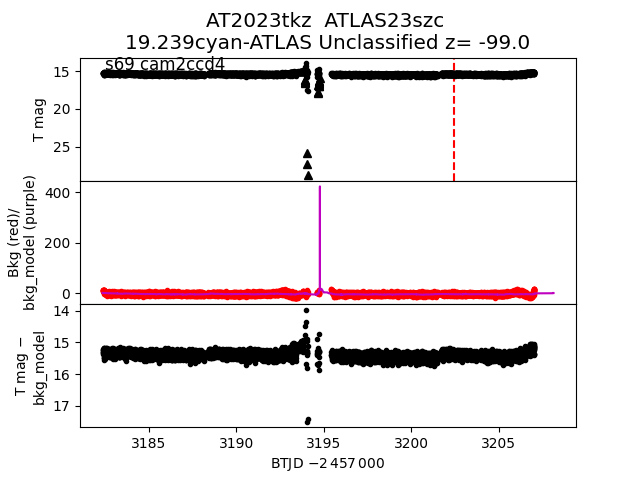 AT2023tkz  ATLAS23szc
19.239cyan-ATLAS Unclassified z= -99.0
s69 cam2ccd4
15
20
25
T mag
400
200
0
Bkg (red)/
bkg_model (purple)
14
15
16
17
T mag −
bkg_model
3185
3190
3195
3200
3205
BTJD −2 457 000